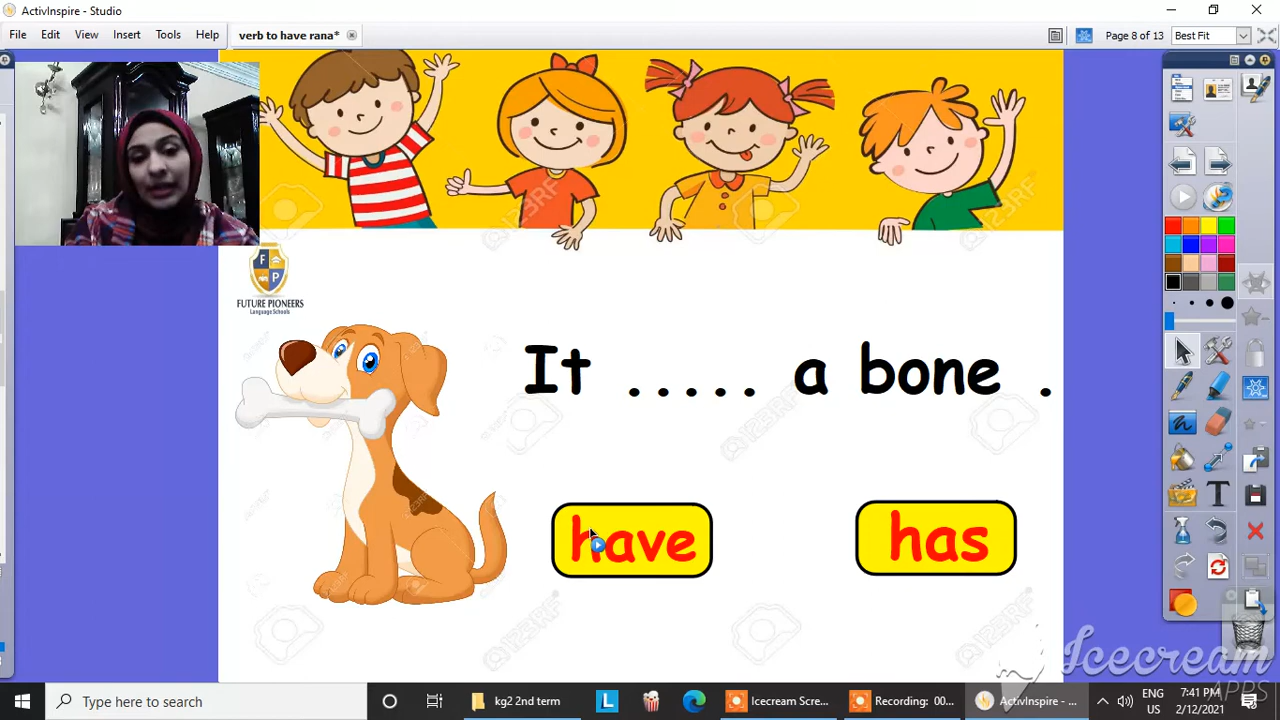 ActivInspire - Studio
File Edit View Insert Tools Help verb to have rana* Page 8 of 13 Best Fit
F
P
FUTURE PIONEERS
Language Schools
It ..... a bone .
have has
123RF
Icecream
APPS
Type here to search kg2 2nd term L Icecream Scre... Recording: 00... ActivInspire - ... ENG 7:41 PM
US 2/12/2021